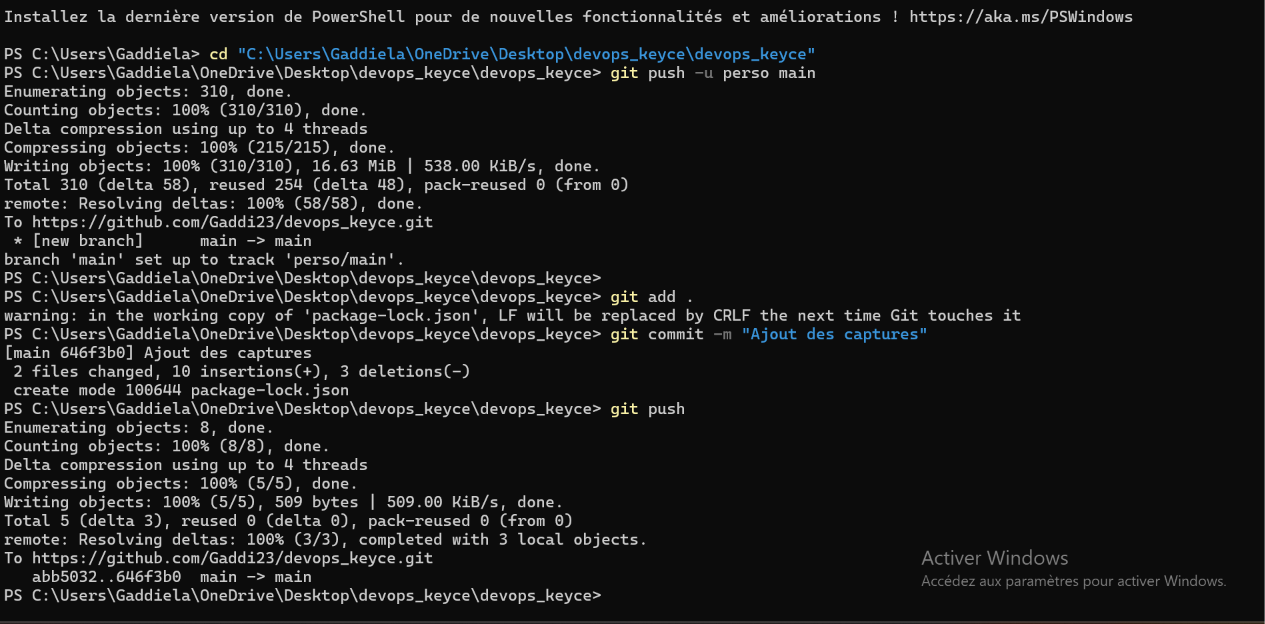 Installez la dernière version de PowerShell pour de nouvelles fonctionnalités et améliorations ! https://aka.ms/PSWindows
PS C:\Users\Gaddiela> cd "C:\Users\Gaddiela\OneDrive\Desktop\devops_keyce\devops_keyce"
PS C:\Users\Gaddiela\OneDrive\Desktop\devops_keyce\devops_keyce> git push -u perso main
Enumerating objects: 310, done.
Counting objects: 100% (310/310), done.
Delta compression using up to 4 threads
Compressing objects: 100% (215/215), done.
Writing objects: 100% (310/310), 16.63 MiB | 538.00 KiB/s, done.
Total 310 (delta 58), reused 254 (delta 48), pack-reused 0 (from 0)
remote: Resolving deltas: 100% (58/58), done.
To https://github.com/Gaddi23/devops_keyce.git
 * [new branch]      main -> main
branch 'main' set up to track 'perso/main'.
PS C:\Users\Gaddiela\OneDrive\Desktop\devops_keyce\devops_keyce>
PS C:\Users\Gaddiela\OneDrive\Desktop\devops_keyce\devops_keyce> git add .
warning: in the working copy of 'package-lock.json', LF will be replaced by CRLF the next time Git touches it
PS C:\Users\Gaddiela\OneDrive\Desktop\devops_keyce\devops_keyce> git commit -m "Ajout des captures"
[main 646f3b0] Ajout des captures
 2 files changed, 10 insertions(+), 3 deletions(-)
 create mode 100644 package-lock.json
PS C:\Users\Gaddiela\OneDrive\Desktop\devops_keyce\devops_keyce> git push
Enumerating objects: 8, done.
Counting objects: 100% (8/8), done.
Delta compression using up to 4 threads
Compressing objects: 100% (5/5), done.
Writing objects: 100% (5/5), 509 bytes | 509.00 KiB/s, done.
Total 5 (delta 3), reused 0 (delta 0), pack-reused 0 (from 0)
remote: Resolving deltas: 100% (3/3), completed with 3 local objects.
To https://github.com/Gaddi23/devops_keyce.git
   abb5032..646f3b0  main -> main
PS C:\Users\Gaddiela\OneDrive\Desktop\devops_keyce\devops_keyce>
Activer Windows
Accédez aux paramètres pour activer Windows.